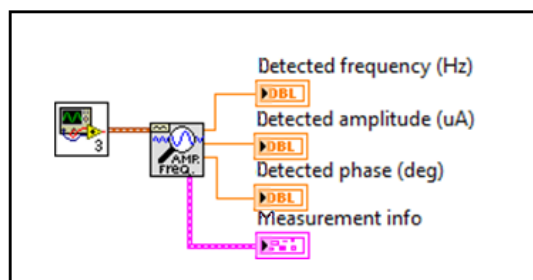 Detected frequency (Hz)
DBL
Detected amplitude (uA)
DBL
Detected phase (deg)
DBL
Measurement info
3
AMP.
Freq.